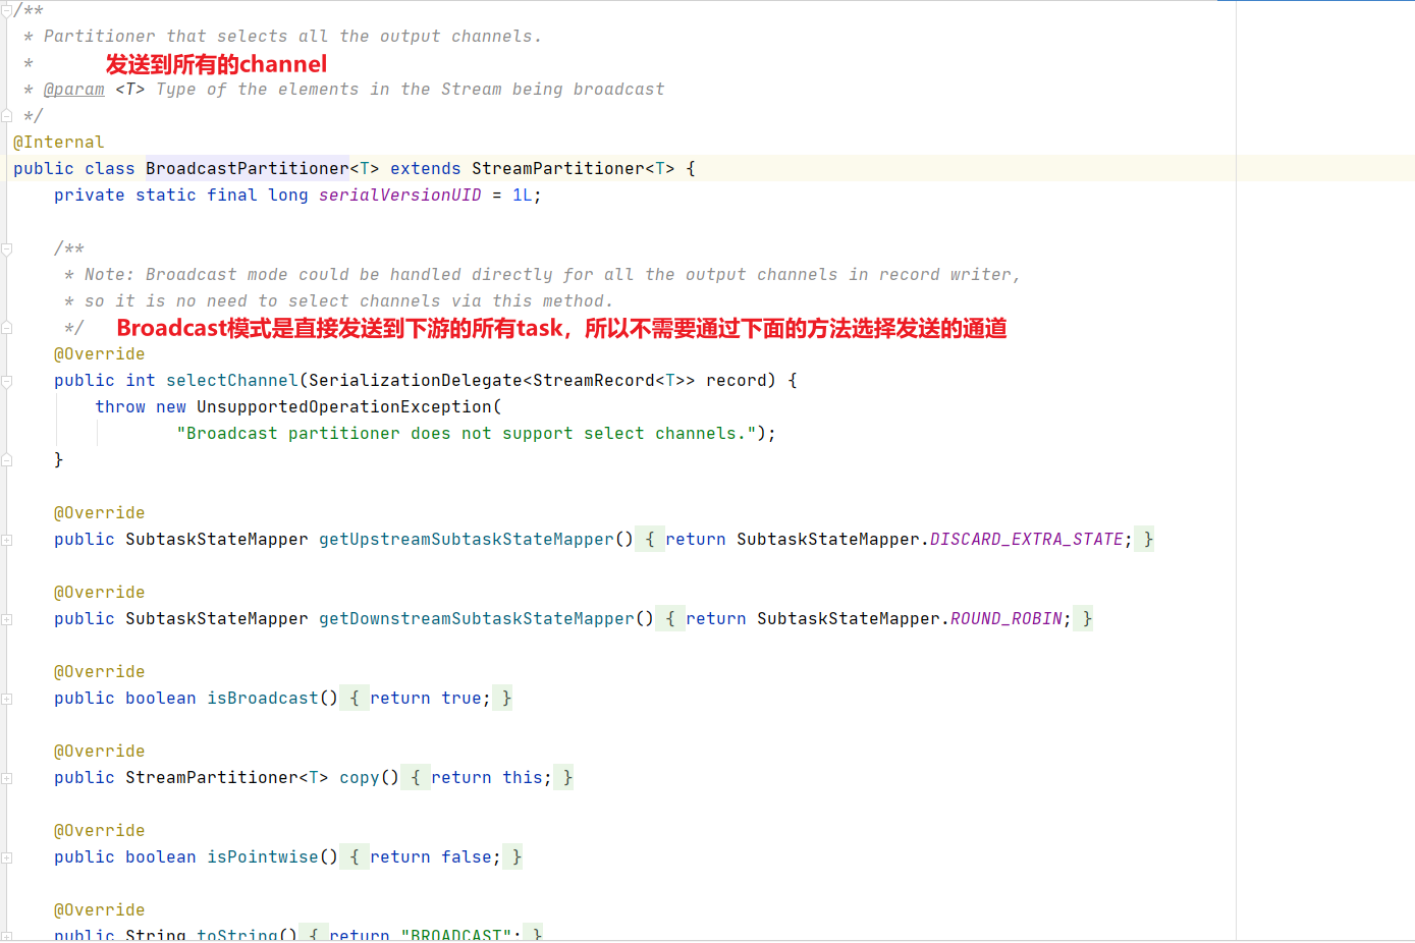 /**
 * Partitioner that selects all the output channels.
 * 发送到所有的channel
 * @param <T> Type of the elements in the Stream being broadcast
 */
@Internal
public class BroadcastPartitioner<T> extends StreamPartitioner<T> {
    private static final long serialVersionUID = 1L;
    /**
     * Note: Broadcast mode could be handled directly for all the output channels in record writer,
     * so it is no need to select channels via this method.
     */ Broadcast模式是直接发送到下游的所有task，所以不需要通过下面的方法选择发送的通道
    @Override
    public int selectChannel(SerializationDelegate<StreamRecord<T>> record) {
        throw new UnsupportedOperationException(
                "Broadcast partitioner does not support select channels.");
    }
    @Override
    public SubtaskStateMapper getUpstreamSubtaskStateMapper() { return SubtaskStateMapper.DISCARD_EXTRA_STATE; }
    @Override
    public SubtaskStateMapper getDownstreamSubtaskStateMapper() { return SubtaskStateMapper.ROUND_ROBIN; }
    @Override
    public boolean isBroadcast() { return true; }
    @Override
    public StreamPartitioner<T> copy() { return this; }
    @Override
    public boolean isPointwise() { return false; }
    @Override
    public String toString() { return "BROADCAST"; }